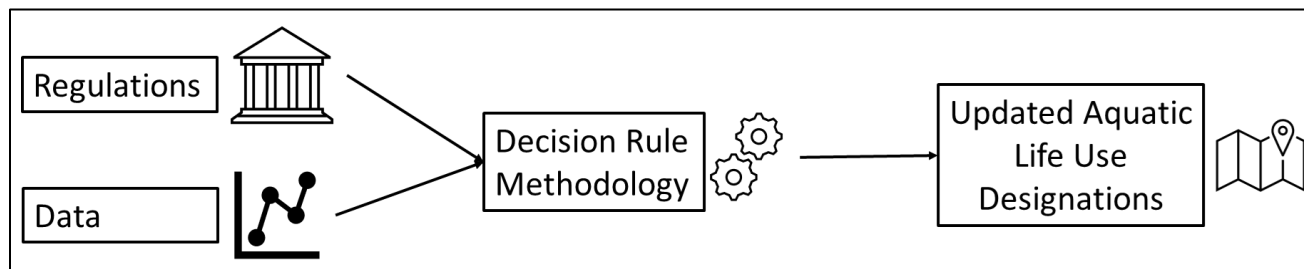 Regulations
Data
Decision Rule
Methodology
Updated Aquatic
Life Use
Designations